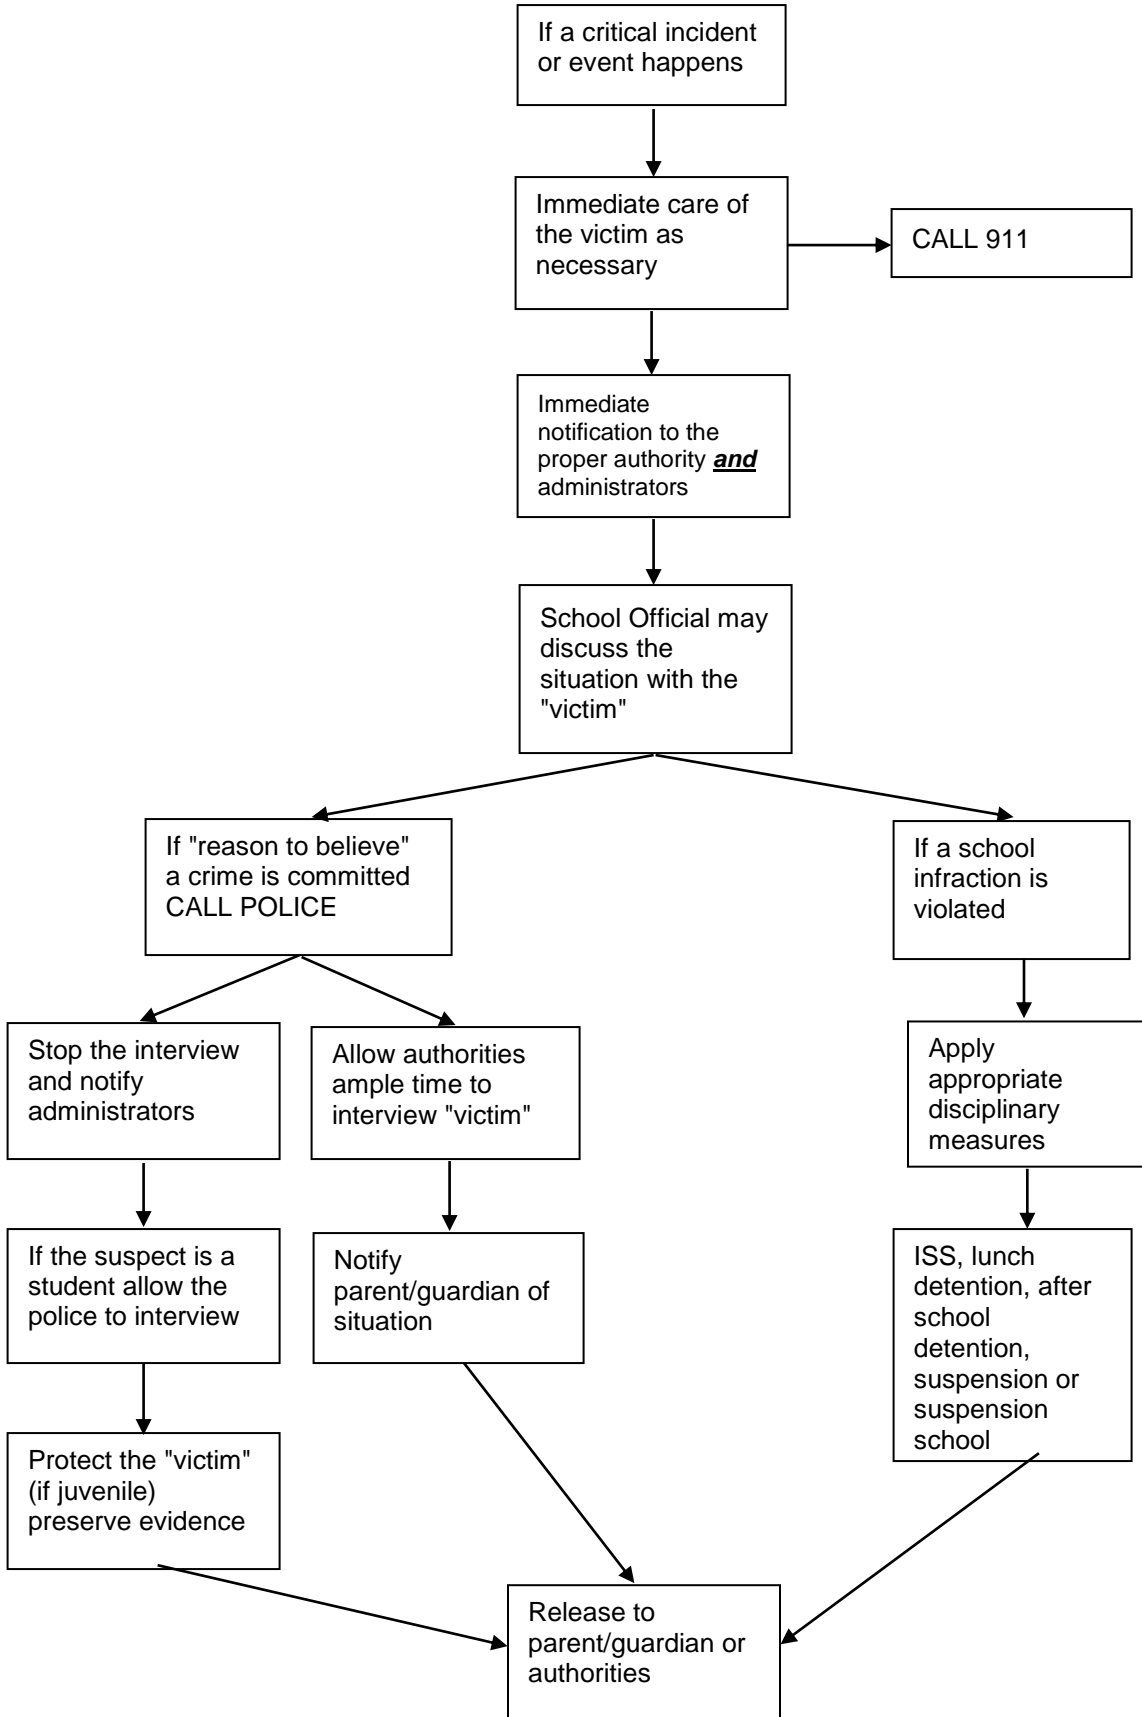 If a critical incident
or event happens
Immediate care of
the victim as
necessary
CALL 911
Immediate
notification to the
proper authority and
administrators
School Official may
discuss the
situation with the
"victim"
If "reason to believe"
a crime is committed
CALL POLICE
If a school
infraction is
violated
Stop the interview
and notify
administrators
Allow authorities
ample time to
interview "victim"
Apply
appropriate
disciplinary
measures
If the suspect is a
student allow the
police to interview
Notify
parent/guardian of
situation
ISS, lunch
detention, after
school
detention,
suspension or
suspension
school
Protect the "victim"
(if juvenile)
preserve evidence
Release to
parent/guardian or
authorities